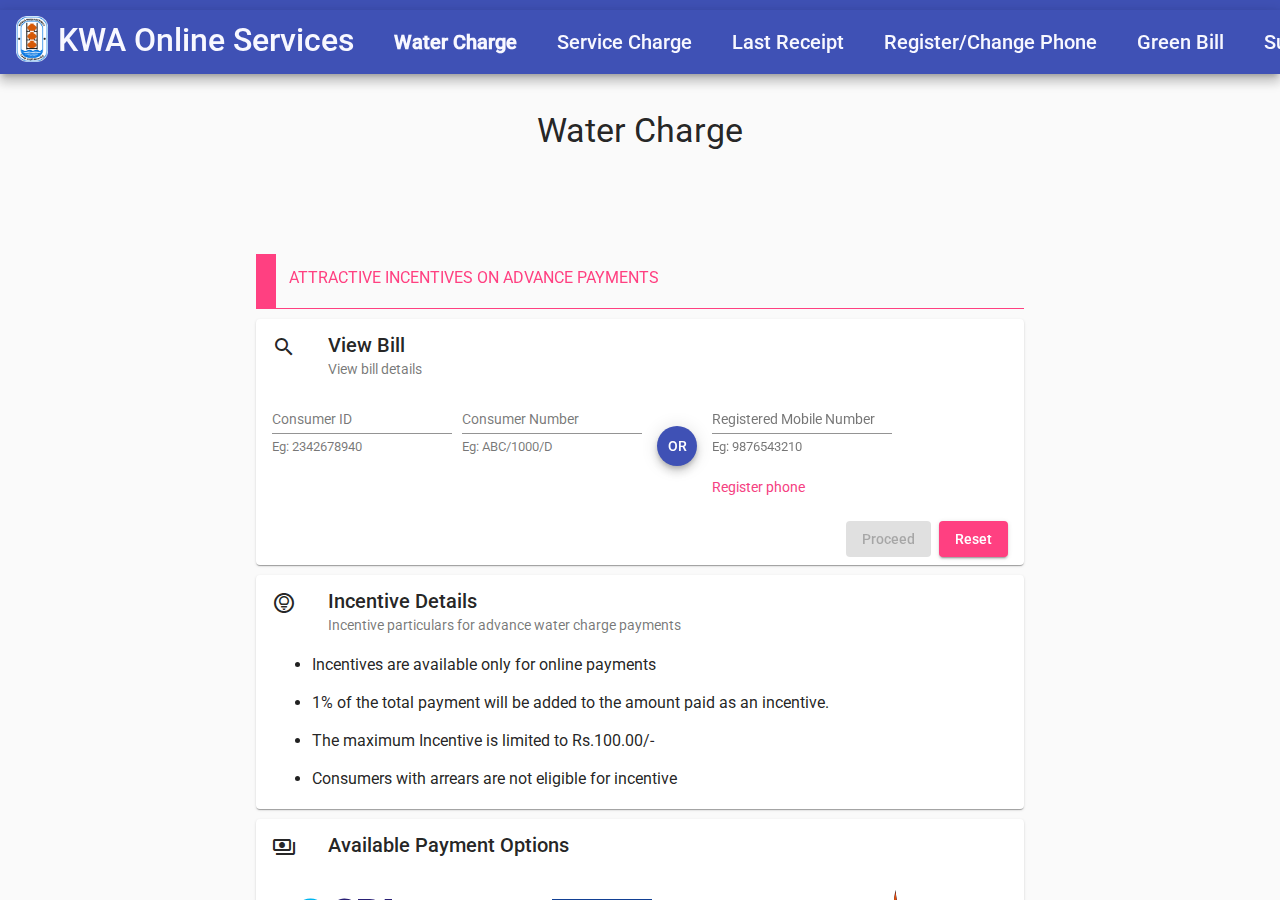 KWA Online Services
Water Charge
Service Charge
Last Receipt
Register/Change Phone
Green Bill
Water Charge
ATTRACTIVE INCENTIVES ON ADVANCE PAYMENTS
View Bill
View bill details
Consumer ID
Consumer Number
Registered Mobile Number
Eg: 2342678940
Eg: ABC/1000/D
OR
Eg: 9876543210
Register phone
Proceed
Reset
Incentive Details
Incentive particulars for advance water charge payments
Incentives are available only for online payments
1% of the total payment will be added to the amount paid as an incentive.
The maximum Incentive is limited to Rs.100.00/-
Consumers with arrears are not eligible for incentive
Available Payment Options